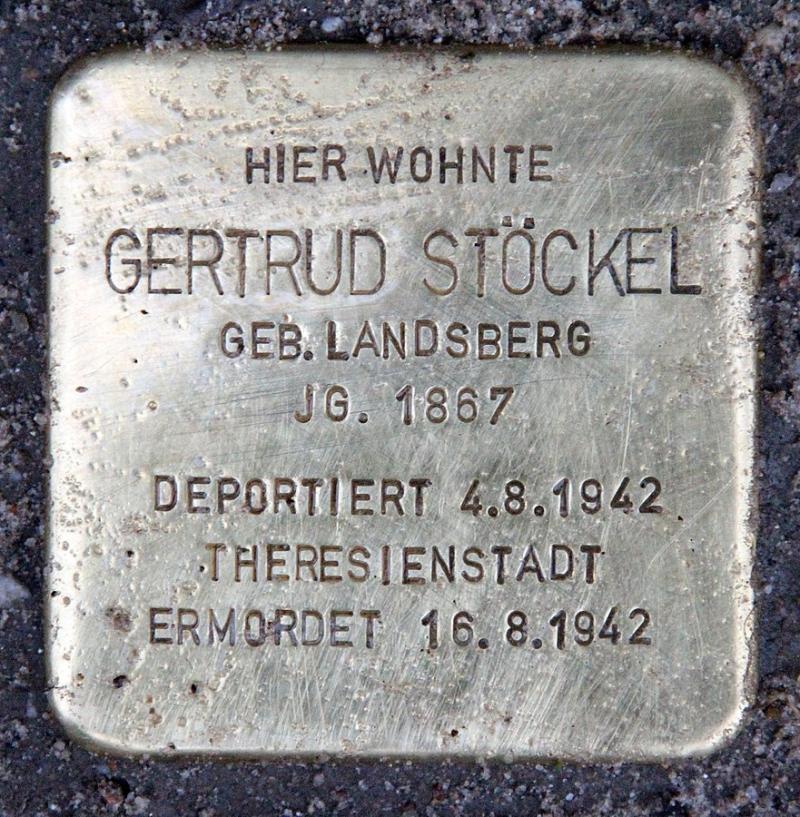 HIER WOHNTE
GERTRUD STÖCKEL
GEB. LANDSBERG
JG. 1867
DEPORTIERT 4.8.1942
THERESIENSTADT
ERMORDET 16.8.1942